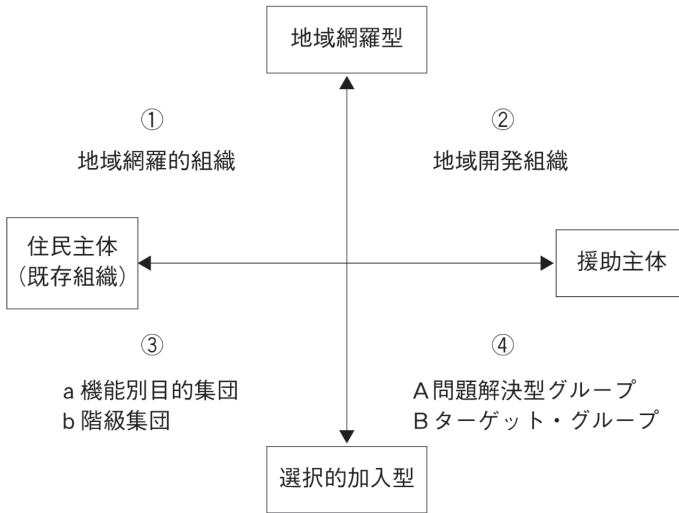 地域網羅型
①
地域網羅的組織
②
地域開発組織
住民主体
（既存組織）
援助主体
③
a 機能別目的集団
b 階級集団
④
A 問題解決型グループ
B ターゲット・グループ
選択的加入型